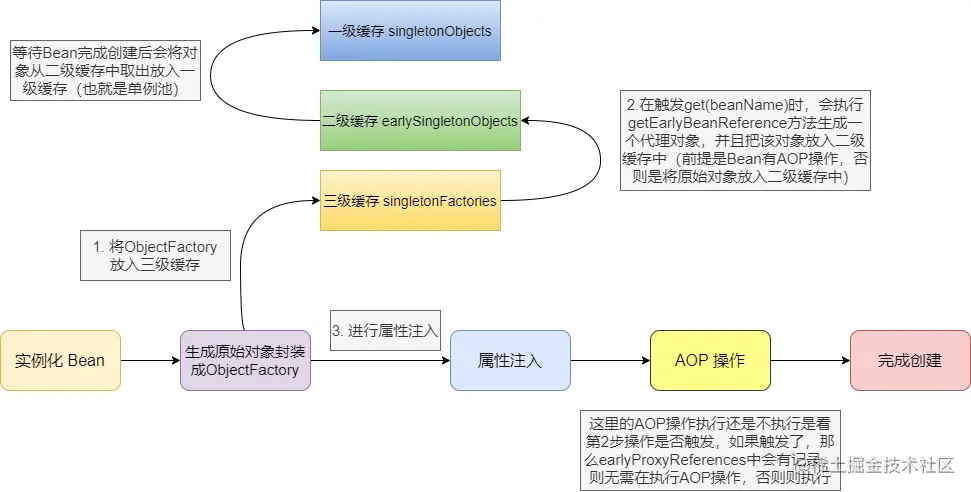 一级缓存 singletonObjects
等待Bean完成创建后会将对
象从二级缓存中取出放入一
级缓存（也就是单例池）
二级缓存 earlySingletonObjects
2.在触发get(beanName)时，会执行
getEarlyBeanReference方法生成一
个代理对象，并且把该对象放入二级
缓存中（前提是Bean有AOP操作，否
则是将原始对象放入二级缓存中）
三级缓存 singletonFactories
1. 将ObjectFactory
放入三级缓存
3. 进行属性注入
实例化 Bean
生成原始对象封装
成ObjectFactory
属性注入
AOP 操作
完成创建
这里的AOP操作执行还是不执行是看
第2步操作是否触发，如果触发了，那
么earlyProxyReferences中会有记录，
则无需在执行AOP操作，否则则执行
@稀土掘金技术社区